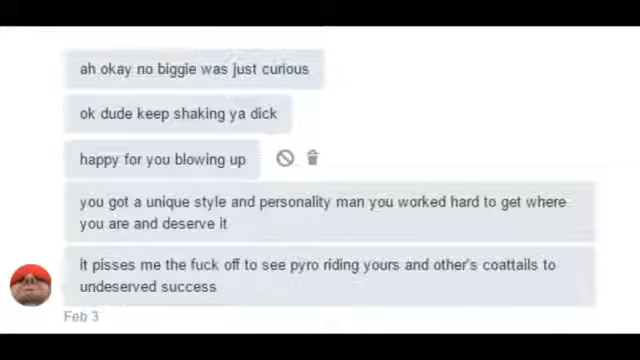 ah okay no biggie was just curious
ok dude keep shaking ya dick
happy for you blowing up
you got a unique style and personality man you worked hard to get where
you are and deserve it
it pisses me the fuck off to see pyro riding yours and other's coattails to
undeserved success
Feb 3